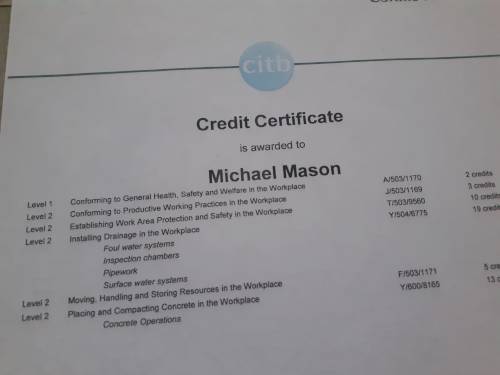 citb
Credit Certificate
is awarded to
Michael Mason
Level 1 Conforming to General Health, Safety and Welfare in the Workplace A/503/1170 2 credits
Level 2 Conforming to Productive Working Practices in the Workplace J/503/1169 3 credits
Level 2 Establishing Work Area Protection and Safety in the Workplace T/503/9560 10 credits
Level 2 Installing Drainage in the Workplace Y/504/6775 19 credits
Foul water systems
Inspection chambers
Pipework
Surface water systems
Level 2 Moving, Handling and Storing Resources in the Workplace F/503/1171 5 cre
Level 2 Placing and Compacting Concrete in the Workplace Y/600/8165 13 c
Concrete Operations